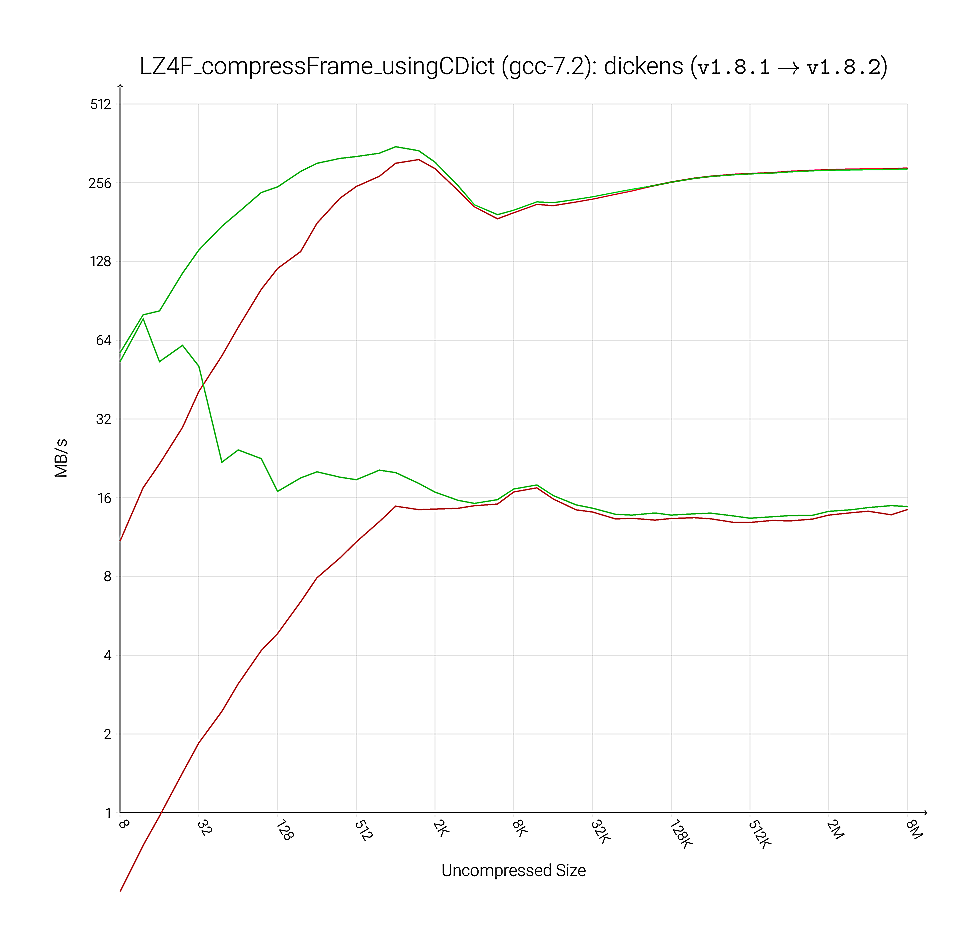 LZ4F_compressFrame_usingCDict (gcc-7.2): dickens (v1.8.1 → v1.8.2)
512
256
128
64
32
16
8
4
2
1
MB/s
8
32
128
512
2K
8K
32K
128K
512K
2M
8M
Uncompressed Size